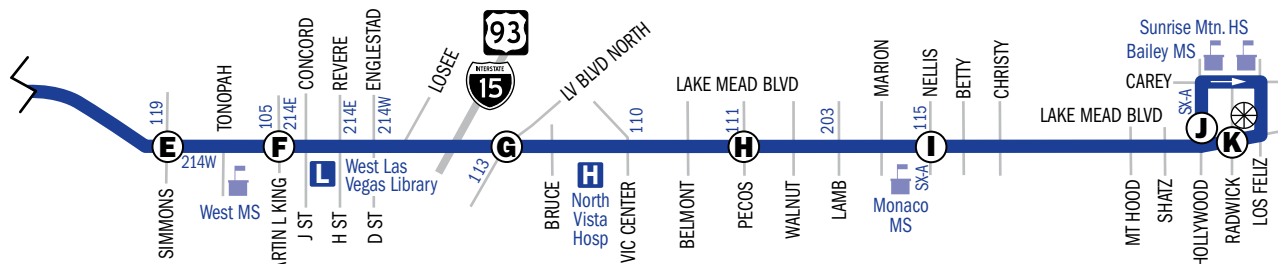 Sunrise Mtn. HS
Bailey MS
93
INTERSTATE
15
CONCORD
REVERE
ENGLESTAD
LOSEE
LV BLVD NORTH
LAKE MEAD BLVD
MARION
NELLIS
BETTY
CHRISTY
CAREY
LAKE MEAD BLVD
SX-A
119
TONOPAH
105
214E
214E
214W
110
111
203
115
E
F
G
H
I
J
K
214W
L
West Las
Vegas Library
113
H
North
Vista
Hosp
SX-A
Monaco
MS
West MS
SIMMONS
ARTIN L KING
J ST
H ST
D ST
BRUCE
VIC CENTER
BELMONT
PECOS
WALNUT
LAMB
MT HOOD
SHATZ
HOLLYWOOD
RADWICK
LOS FELIZ